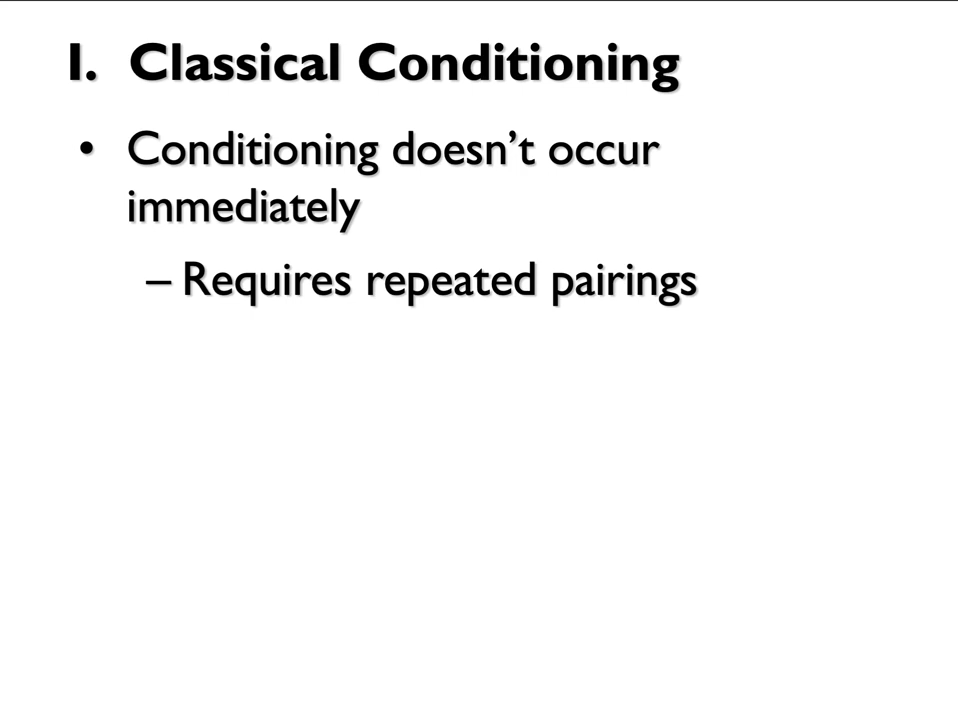 I. Classical Conditioning
• Conditioning doesn’t occur
immediately
– Requires repeated pairings